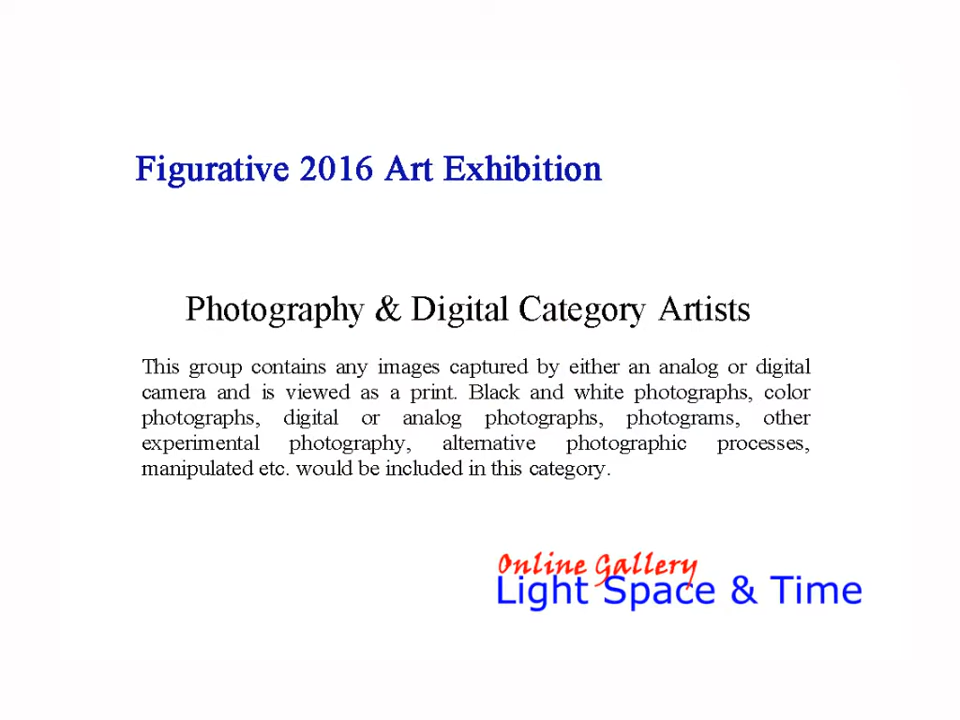 Figurative 2016 Art Exhibition
Photography & Digital Category Artists
This group contains any images captured by either an analog or digital
camera and is viewed as a print. Black and white photographs, color
photographs, digital or analog photographs, photograms, other
experimental photography, alternative photographic processes,
manipulated etc. would be included in this category.
Online Gallery
Light Space & Time